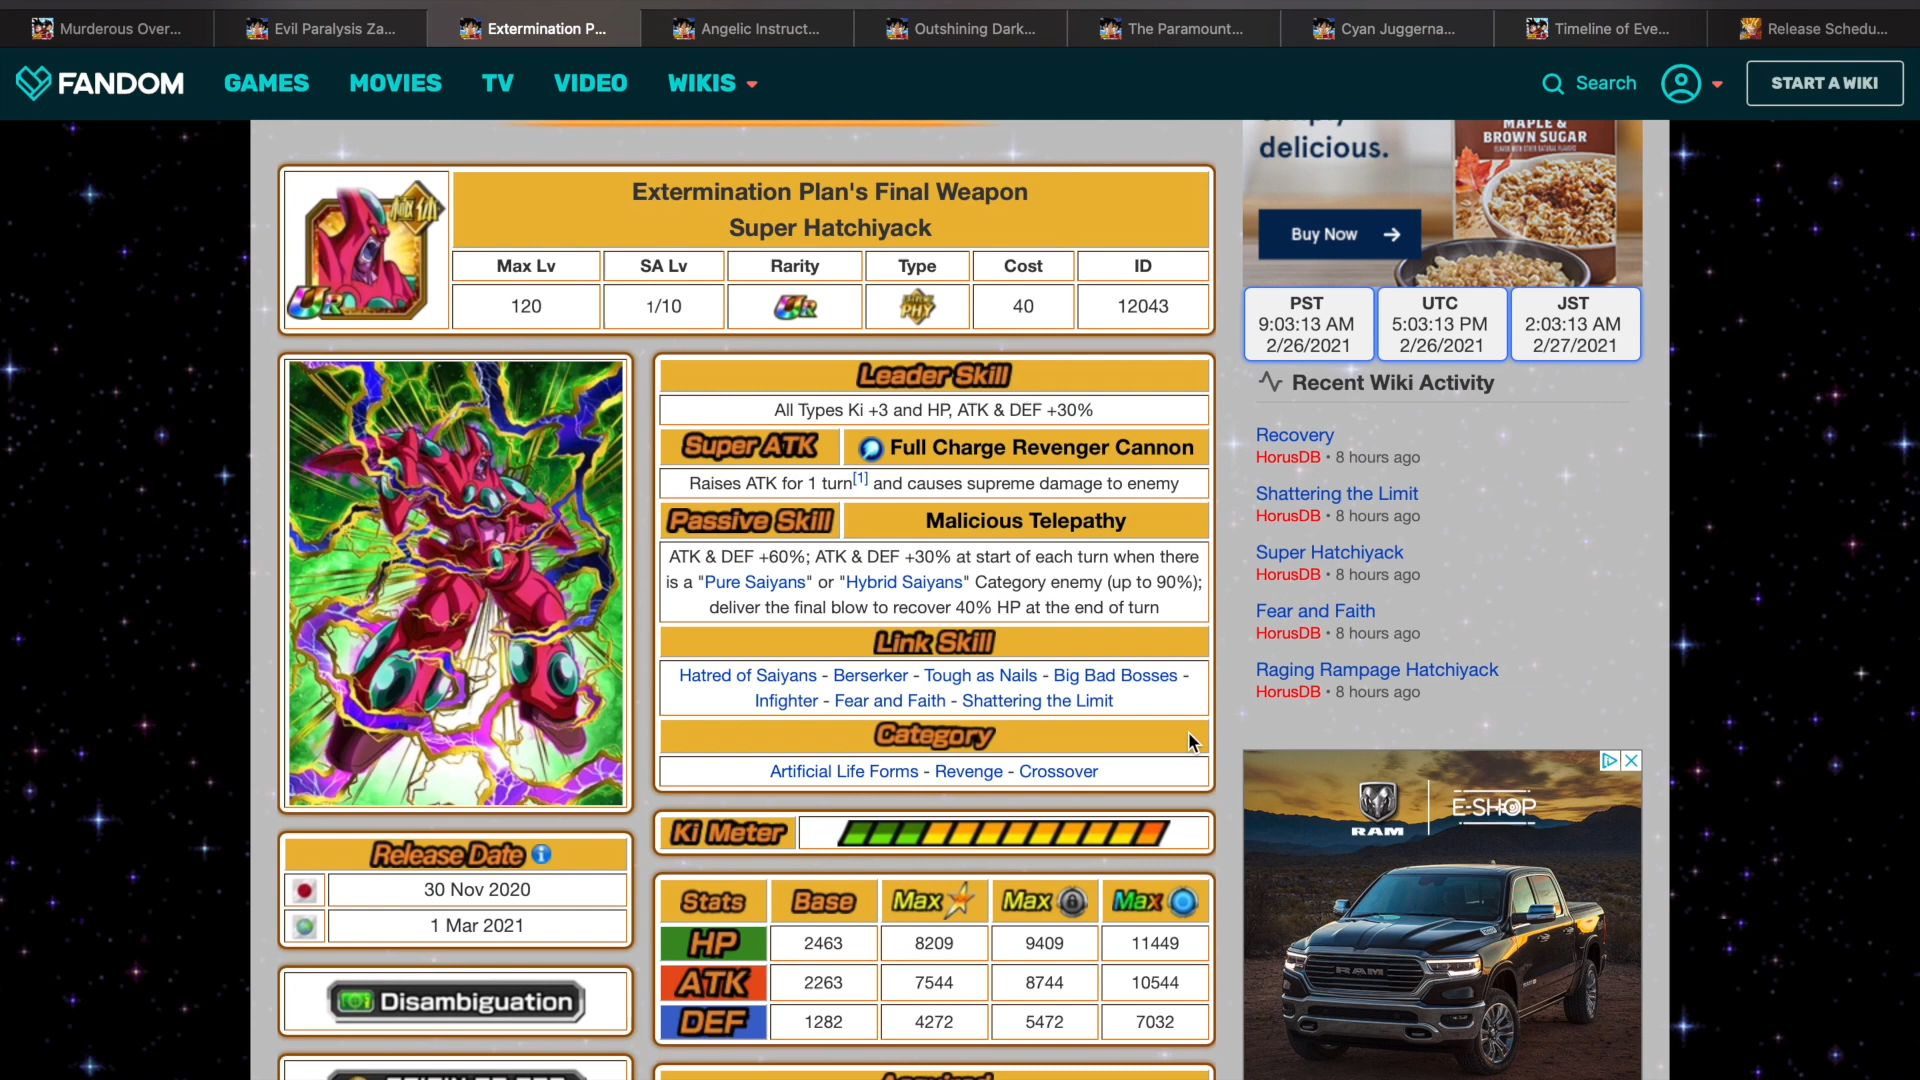 Murderous Over...
Evil Paralysis Za...
Extermination P...
Angelic Instruct...
Outshining Dark...
The Paramount...
Cyan Juggerna...
Timeline of Eve...
Release Schedu...
FANDOM
GAMES
MOVIES
TV
VIDEO
WIKIS
Search
START A WIKI
Extermination Plan's Final Weapon
Super Hatchiyack
Max Lv
SA Lv
Rarity
Type
Cost
ID
UR
120
1/10
UR
PHY
40
12043
Leader Skill
All Types Ki +3 and HP, ATK & DEF +30%
Super ATK
Full Charge Revenger Cannon
Raises ATK for 1 turn[1] and causes supreme damage to enemy
Passive Skill
Malicious Telepathy
ATK & DEF +60%; ATK & DEF +30% at start of each turn when there
is a "Pure Saiyans" or "Hybrid Saiyans" Category enemy (up to 90%);
deliver the final blow to recover 40% HP at the end of turn
Link Skill
Hatred of Saiyans - Berserker - Tough as Nails - Big Bad Bosses -
Infighter - Fear and Faith - Shattering the Limit
Category
Artificial Life Forms - Revenge - Crossover
Ki Meter
Stats
Base
Max
Max
Max
HP
2463
8209
9409
11449
ATK
2263
7544
8744
10544
DEF
1282
4272
5472
7032
Release Date
30 Nov 2020
1 Mar 2021
Disambiguation
MAPLE &
BROWN SUGAR
delicious.
Buy Now
PST
9:03:13 AM
2/26/2021
UTC
5:03:13 PM
2/26/2021
JST
2:03:13 AM
2/27/2021
Recent Wiki Activity
Recovery
HorusDB • 8 hours ago
Shattering the Limit
HorusDB • 8 hours ago
Super Hatchiyack
HorusDB • 8 hours ago
Fear and Faith
HorusDB • 8 hours ago
Raging Rampage Hatchiyack
HorusDB • 8 hours ago
RAM
E-SHOP
RAM